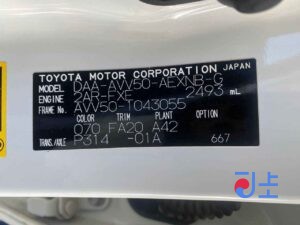 TOYOTA MOTOR CORPORATION JAPAN
MODEL DAA-AVV50-AEXNB-G
ENGINE 2AR-FXE 2493 mL
FRAME No. AVV50-1043055
COLOR TRIM PLANT OPTION
070 FA20 A42
TRANS./AXLE P314 -01A 667